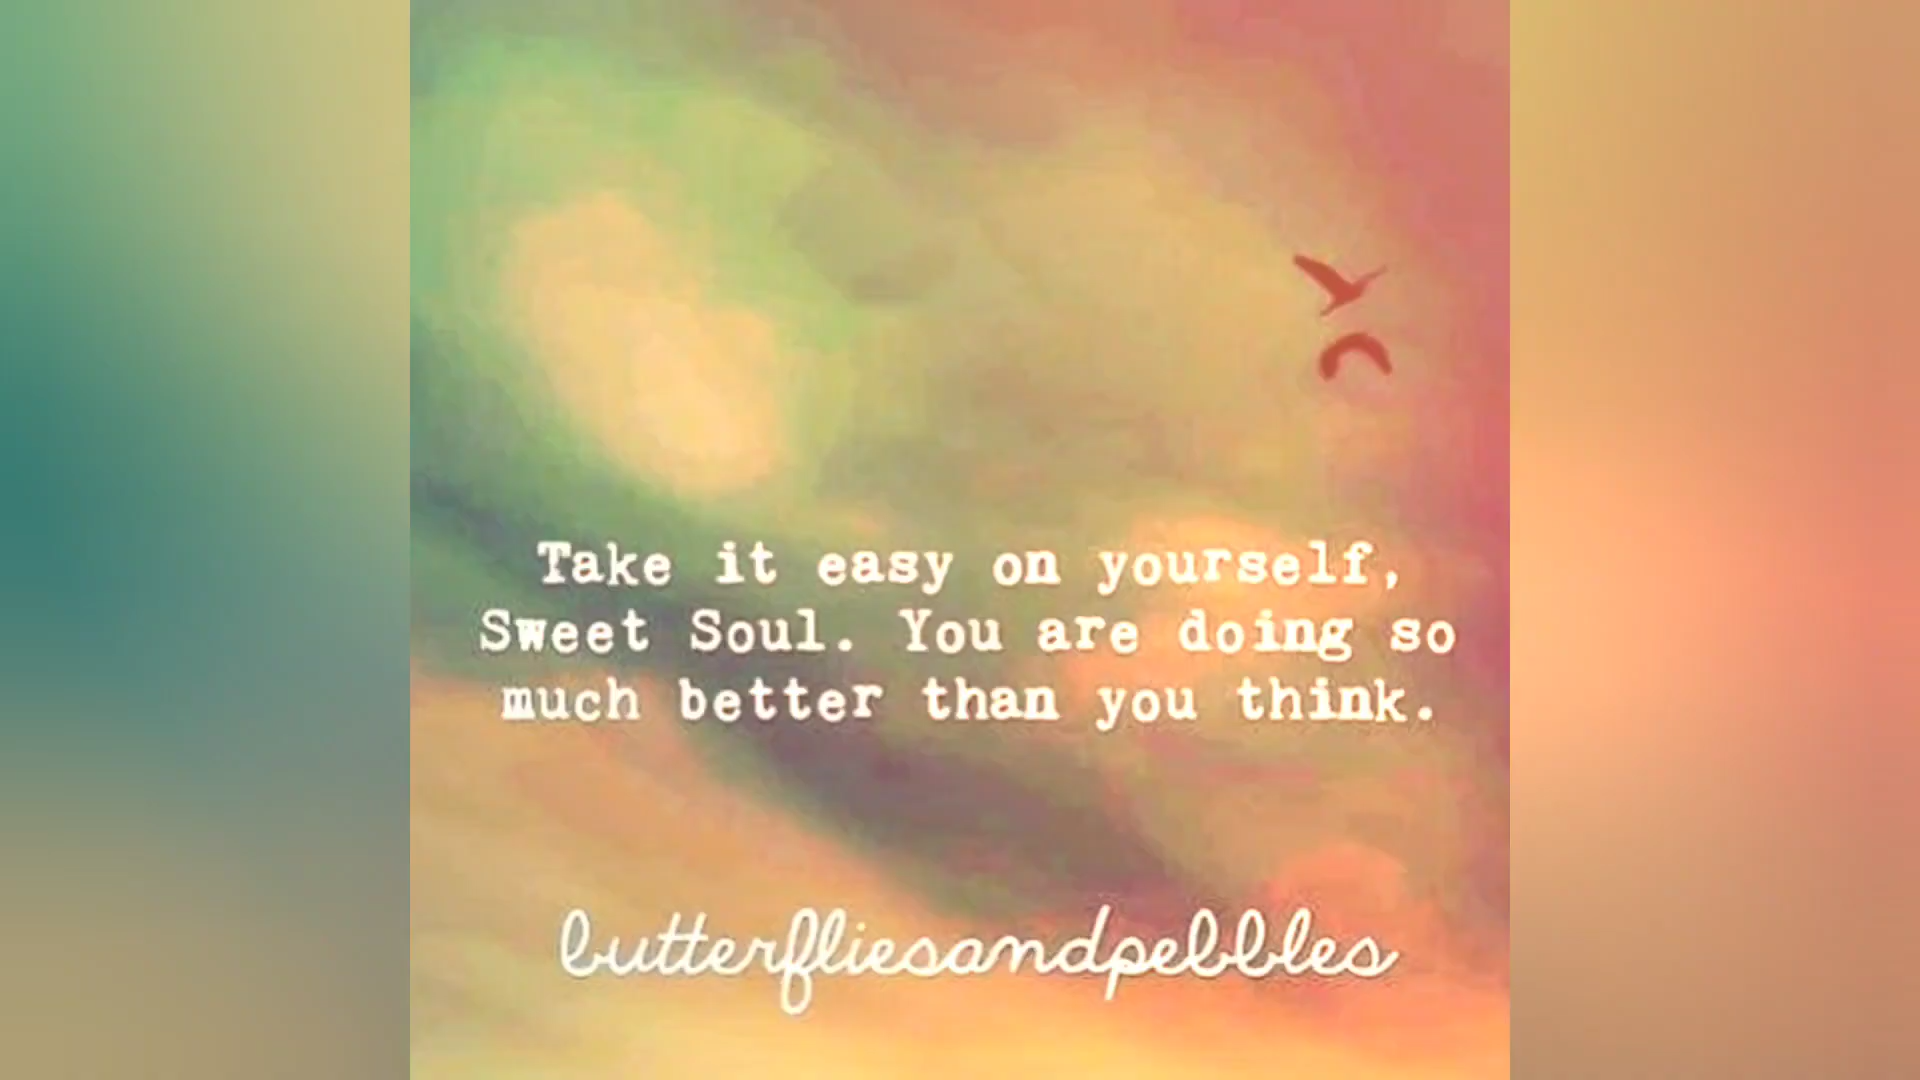 Take it easy on yourself,
Sweet Soul. You are doing so
much better than you think.
butterfliesandpebbles